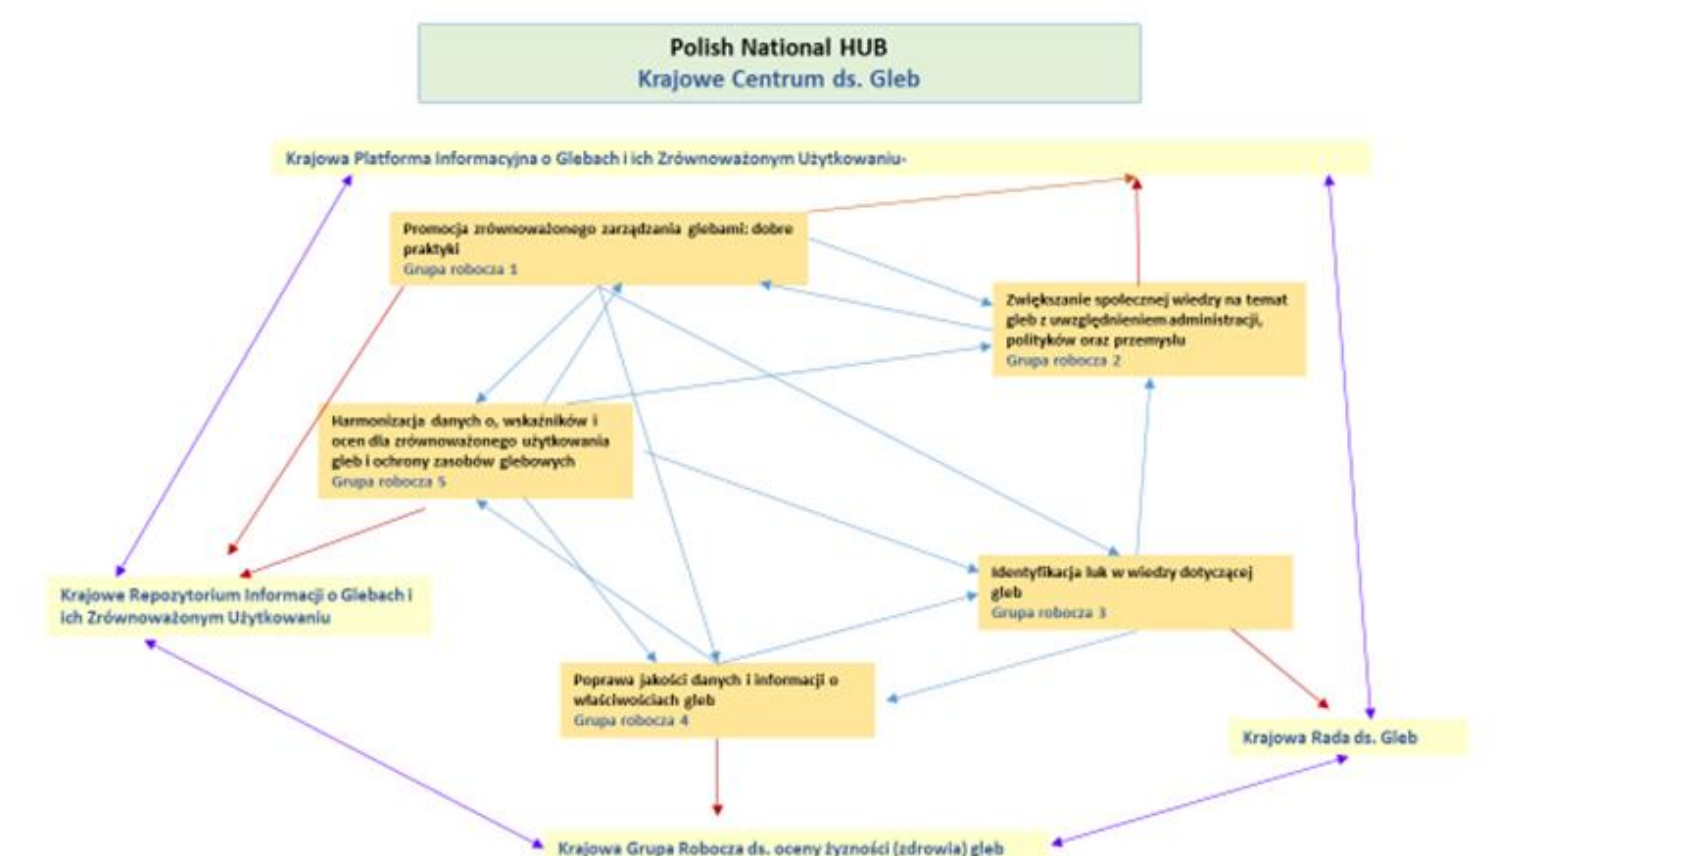 Polish National HUB
Krajowe Centrum ds. Gleb
Krajowa Platforma Informacyjna o Glebach i ich Zrównoważonym Użytkowaniu-
Promocja zrównoważonego zarządzania glebami: dobre
praktyki
Grupa robocza 1
Zwiększanie społecznej wiedzy na temat
gleb z uwzględnieniem administracji,
polityków oraz przemysłu
Grupa robocza 2
Harmonizacja danych o, wskaźników i
ocen dla zrównoważonego użytkowania
gleb i ochrony zasobów glebowych
Grupa robocza 5
Identyfikacja luk w wiedzy dotyczącej
gleb
Grupa robocza 3
Krajowe Repozytorium Informacji o Glebach i
ich Zrównoważonym Użytkowaniu
Poprawa jakości danych i informacji o
właściwościach gleb
Grupa robocza 4
Krajowa Rada ds. Gleb
Krajowa Grupa Robocza ds. oceny żyzności (zdrowia) gleb